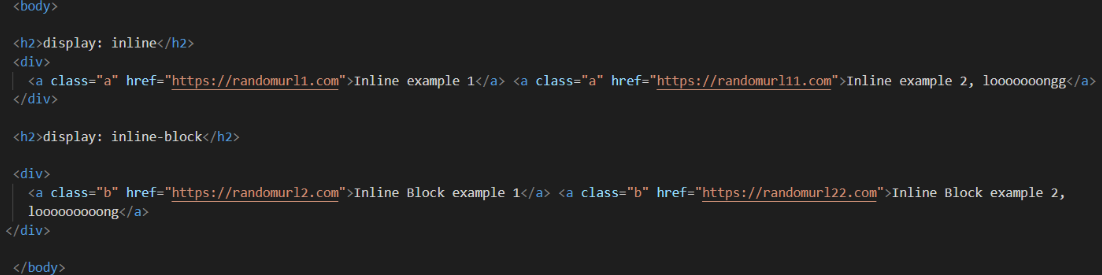 <body>
<h2>display: inline</h2>
<div>
<a class="a" href="https://randomurl1.com">Inline example 1</a> <a class="a" href="https://randomurl11.com">Inline example 2, looooooongg</a>
</div>
<h2>display: inline-block</h2>
<div>
<a class="b" href="https://randomurl2.com">Inline Block example 1</a> <a class="b" href="https://randomurl22.com">Inline Block example 2,
looooooooong</a>
</div>
</body>